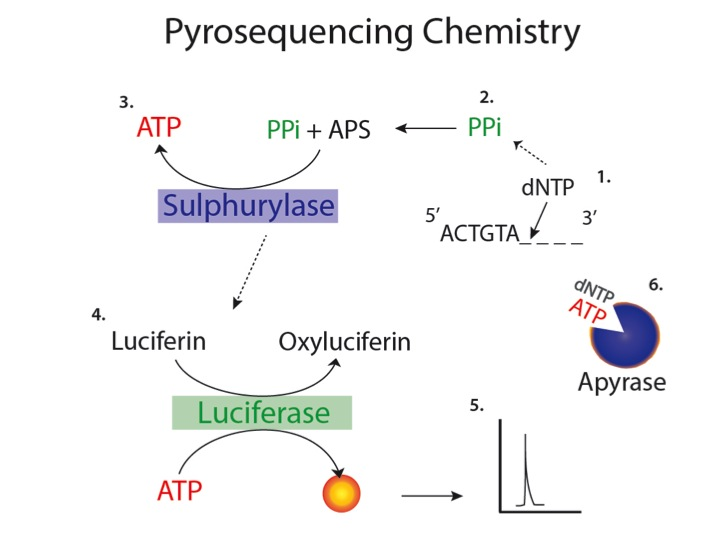 Pyrosequencing Chemistry
3.
ATP
PPi + APS
2.
PPi
1.
dNTP
5’
3’
ACTGTA_ _ _ _
Sulphurylase
6.
dNTP
ATP
Apyrase
4.
Luciferin
Oxyluciferin
Luciferase
ATP
5.